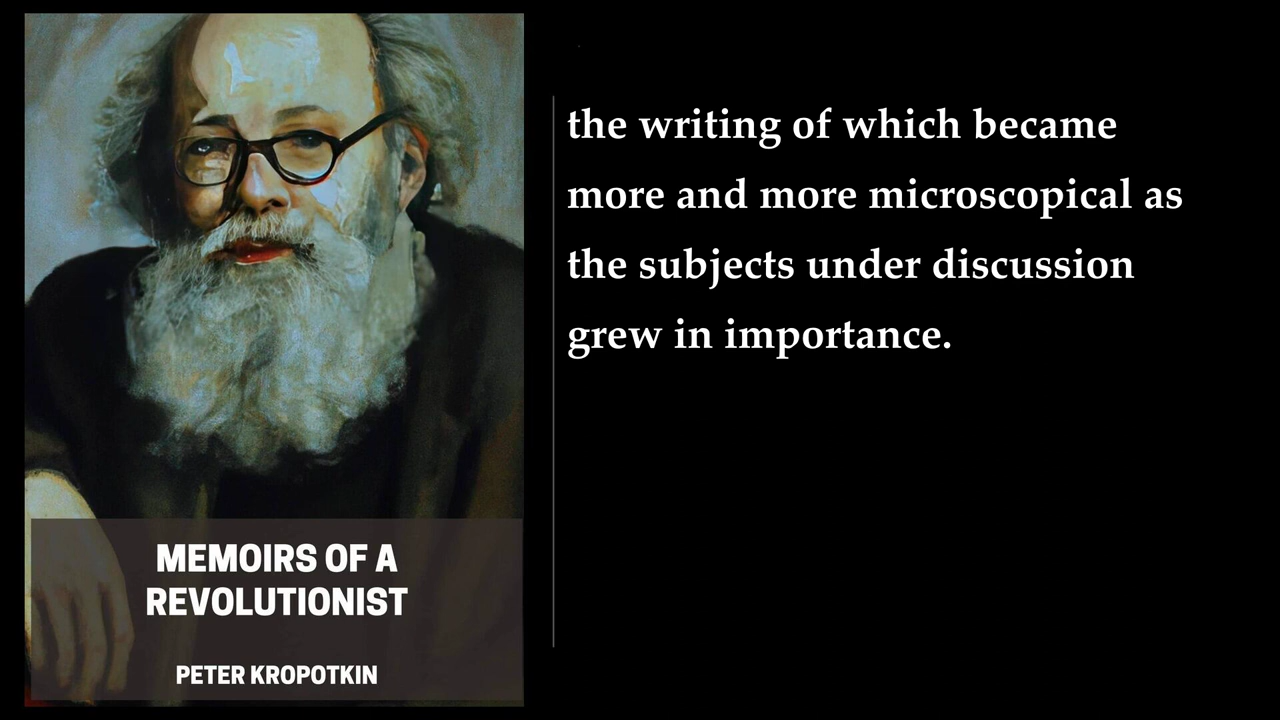 the writing of which became
more and more microscopical as
the subjects under discussion
grew in importance.
MEMOIRS OF A
REVOLUTIONIST
PETER KROPOTKIN